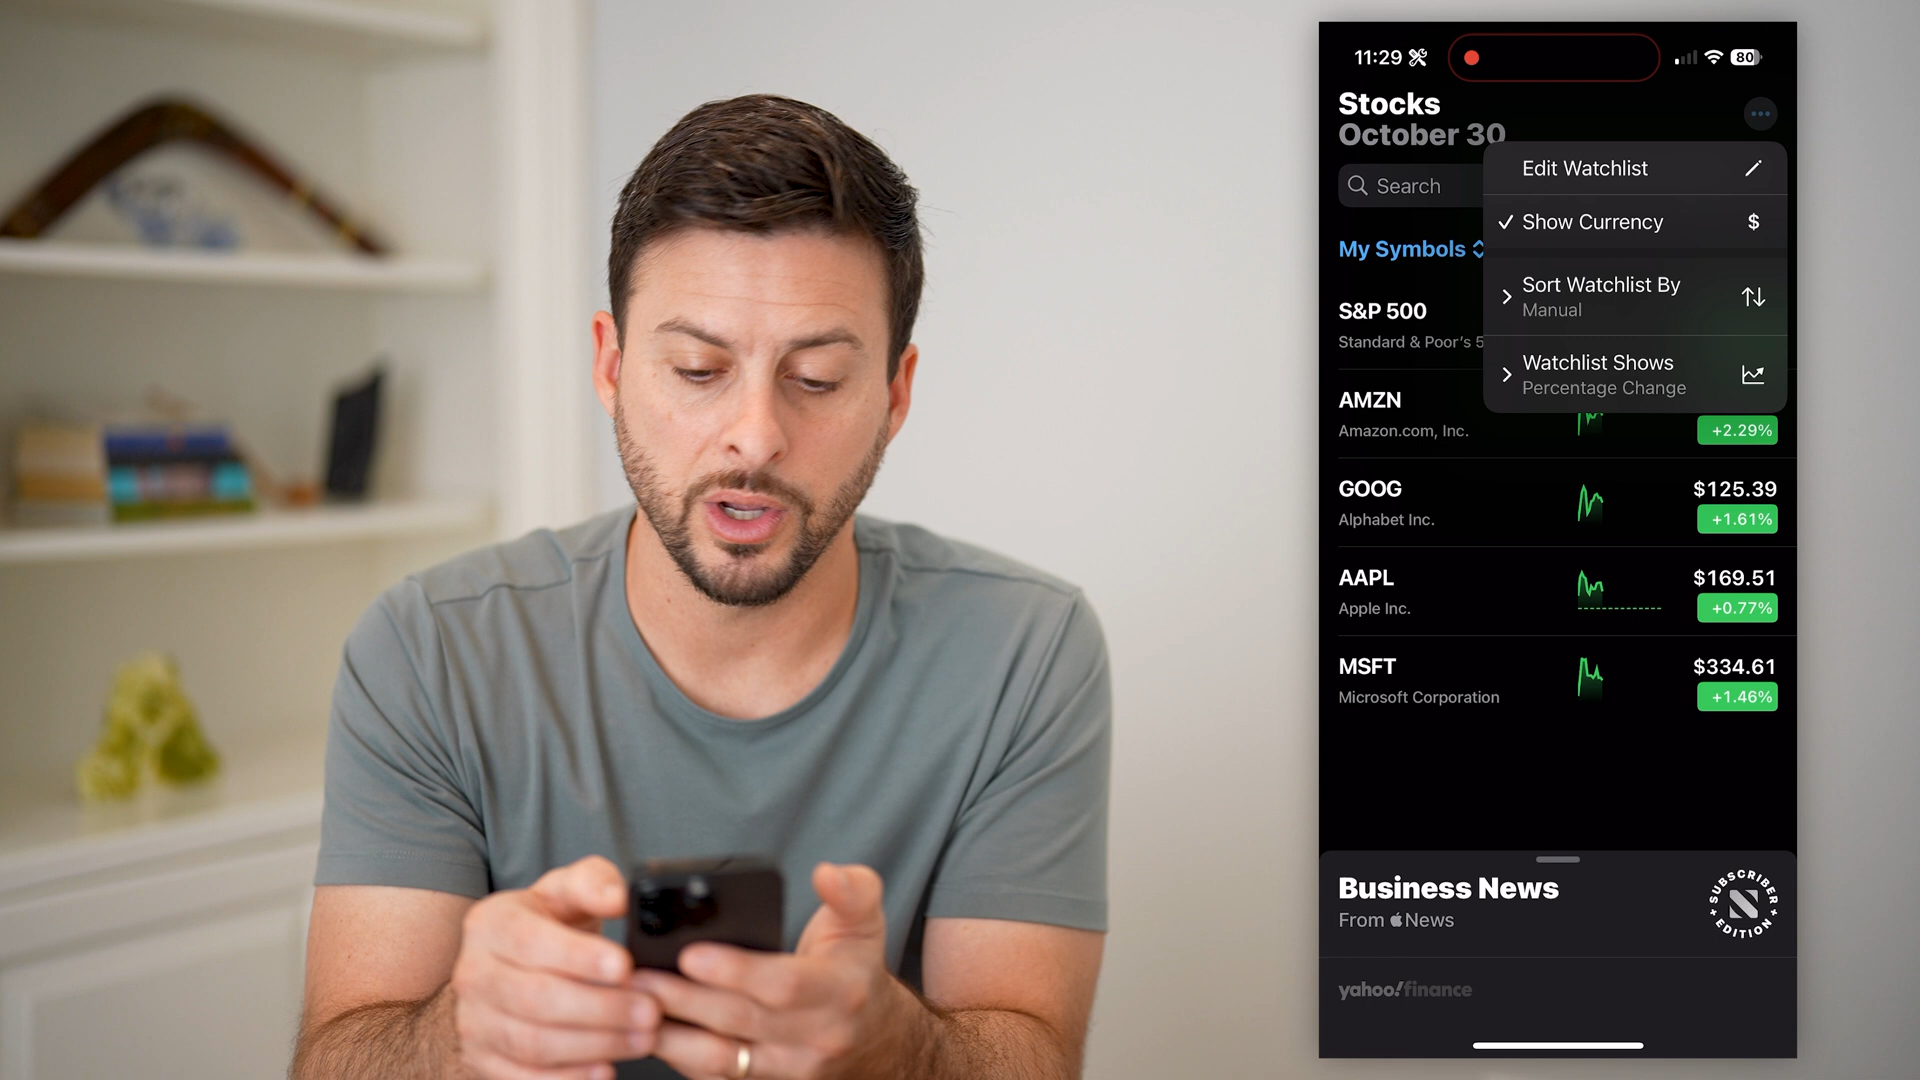 11:29
80
Stocks
October 30
Edit Watchlist
Search
Show Currency $
My Symbols
Sort Watchlist By
Manual
S&P 500
Standard & Poor's 5
Watchlist Shows
Percentage Change
AMZN
Amazon.com, Inc.
+2.29%
GOOG $125.39
Alphabet Inc. +1.61%
AAPL $169.51
Apple Inc. +0.77%
MSFT $334.61
Microsoft Corporation +1.46%
Business News
From News
SUBSCRIBER
EDITION
yahoo!finance